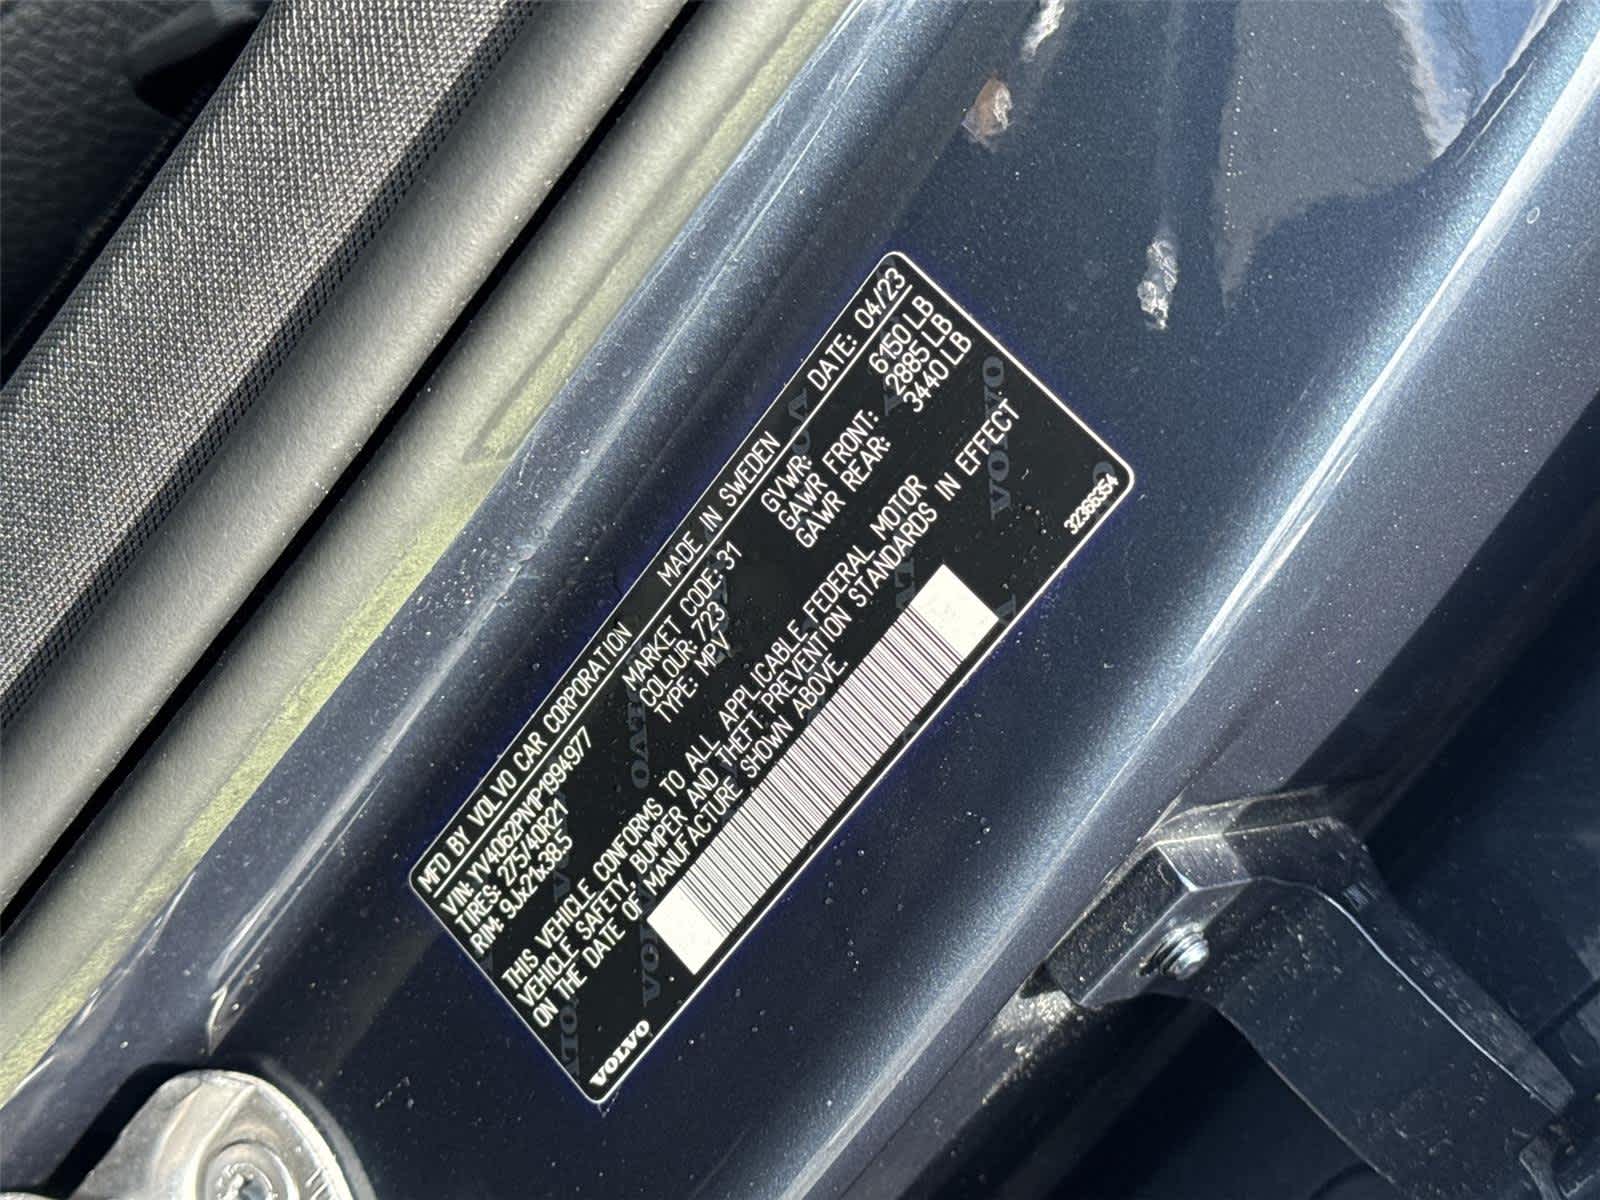 MFD BY VOLVO CAR CORPORATION MADE IN SWEDEN DATE: 04/23
VIN: YV4062PNYP1994977 MARKET CODE: 31 GVWR: 6150 LB
TIRES: 275/40R21 COLOUR: 723 GAWR FRONT: 2885 LB
RIM: 9Jx21x38.5 TYPE: MPV GAWR REAR: 3440 LB
THIS VEHICLE CONFORMS TO ALL APPLICABLE FEDERAL MOTOR
VEHICLE SAFETY, BUMPER AND THEFT PREVENTION STANDARDS IN EFFECT
ON THE DATE OF MANUFACTURE SHOWN ABOVE.
VOLVO 32366354